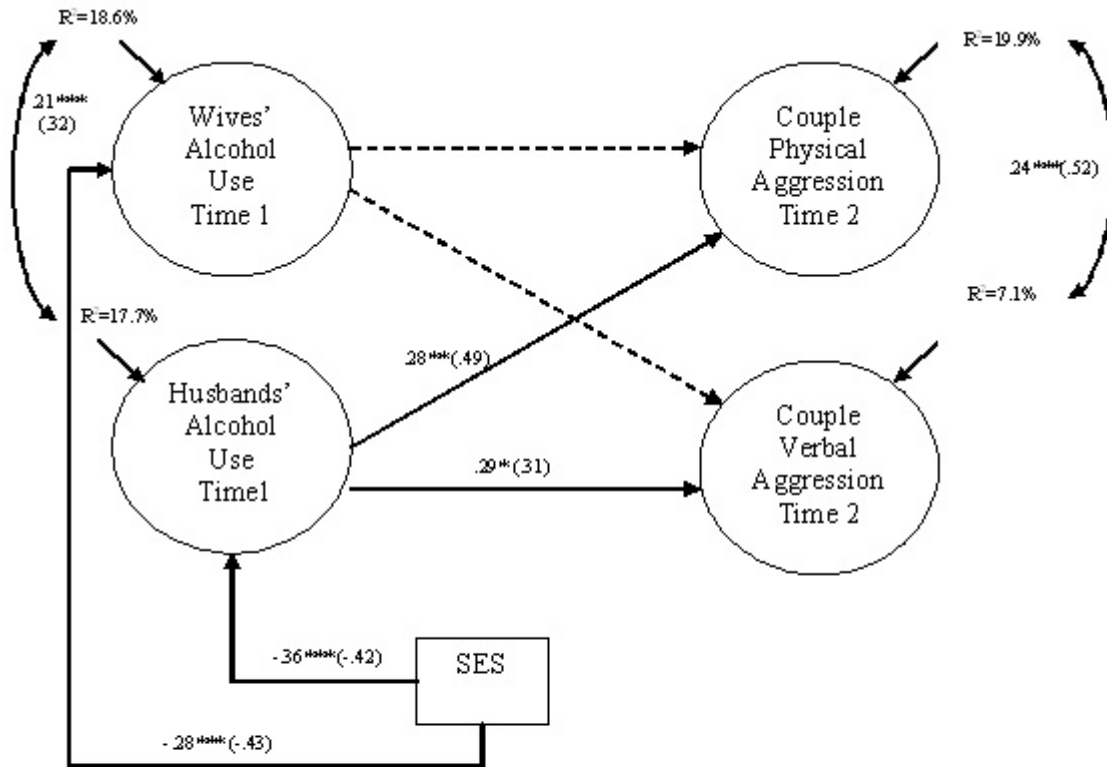 R²=18.6%
R²=19.9%
.21****
(32)
Wives'
Alcohol
Use
Time 1
Couple
Physical
Aggression
Time 2
.24***(.52)
R²=17.7%
R²=7.1%
.28***(.49)
Husbands'
Alcohol
Use
Time1
.29**(.31)
Couple
Verbal
Aggression
Time 2
-.36****(-.42)
SES
-.28****(-.43)